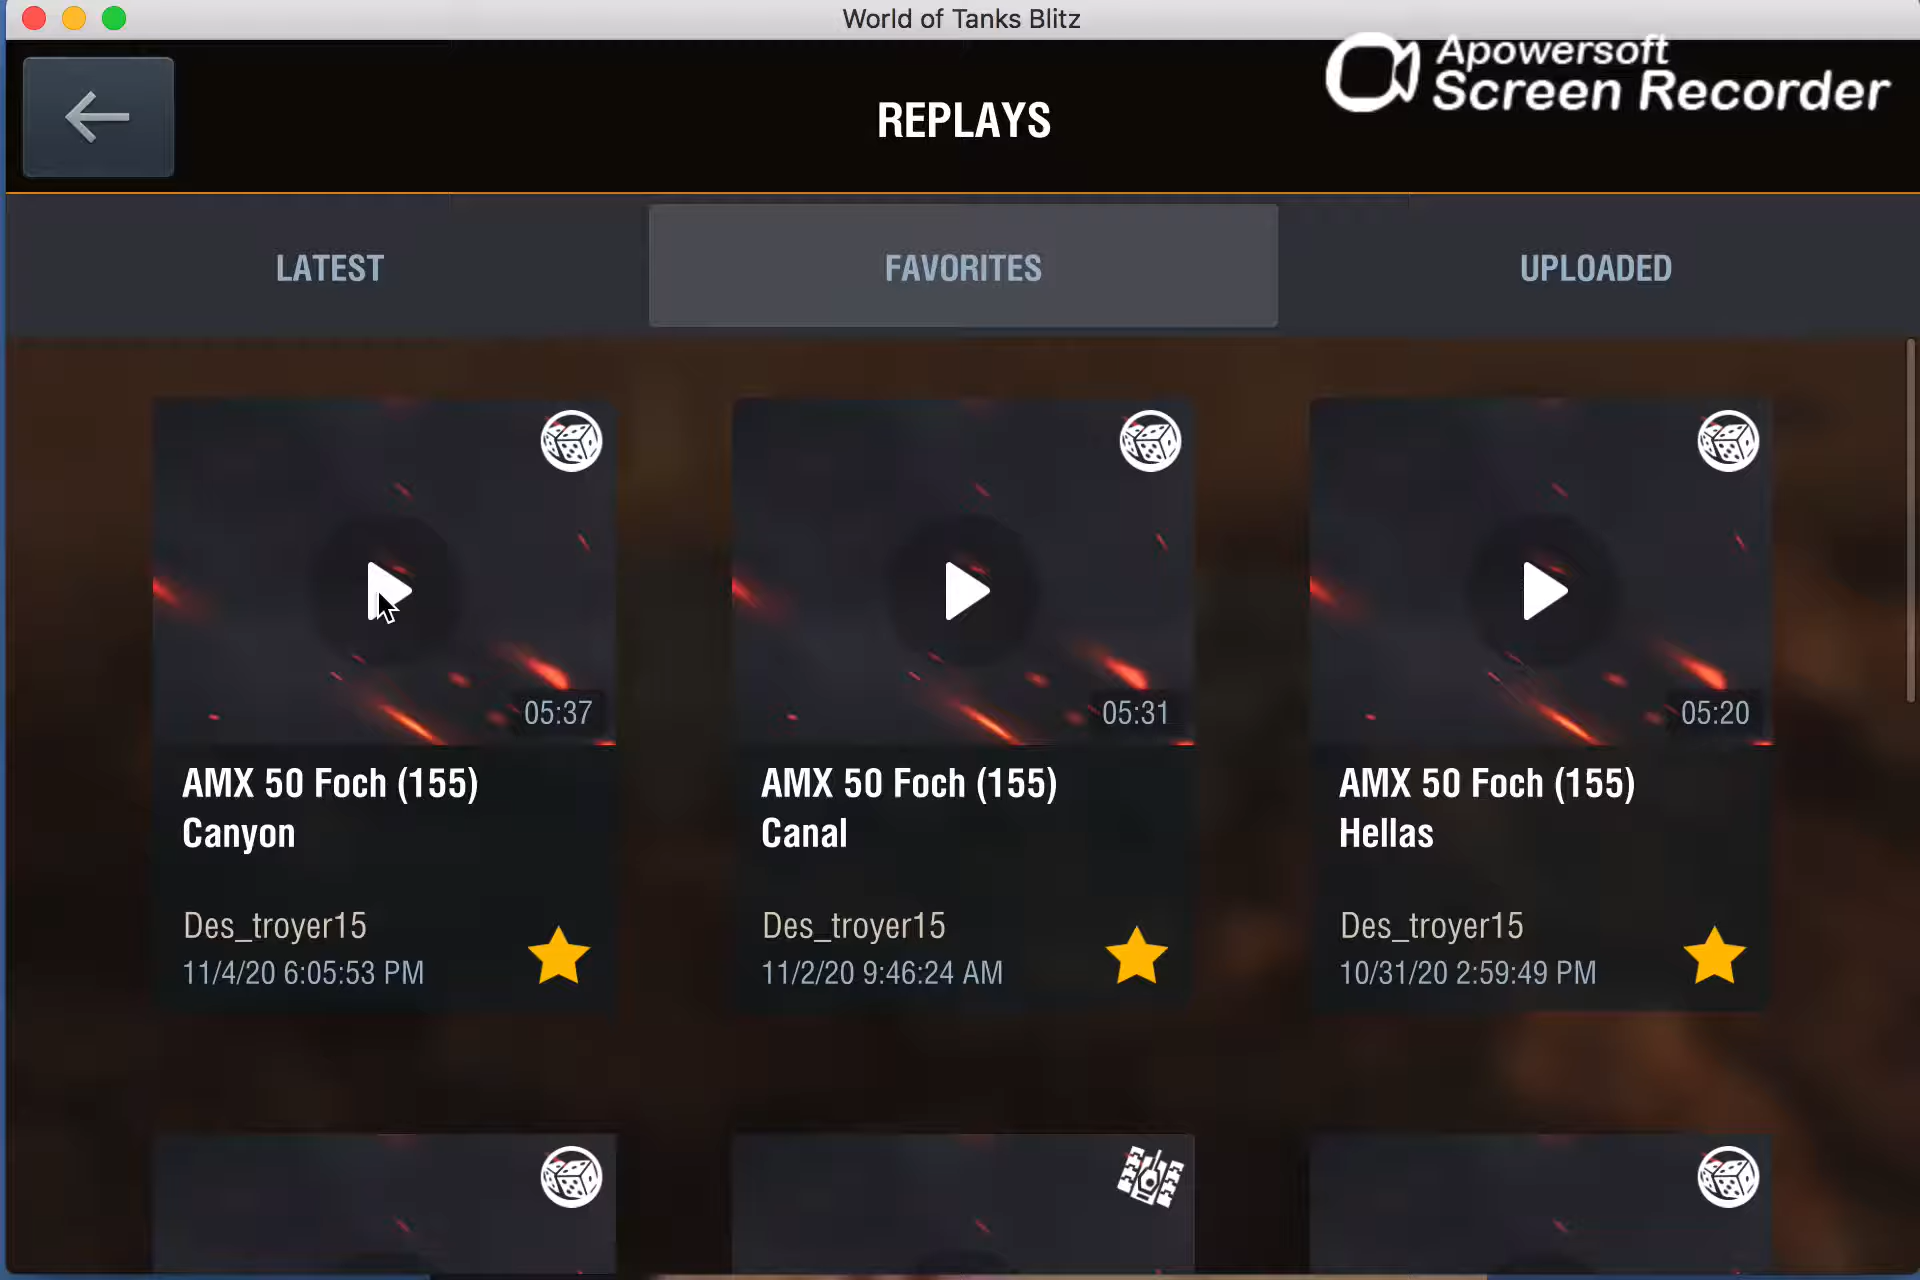 World of Tanks Blitz
Apowersoft
Screen Recorder
REPLAYS
LATEST
FAVORITES
UPLOADED
05:37
05:31
05:20
AMX 50 Foch (155)
Canyon
AMX 50 Foch (155)
Canal
AMX 50 Foch (155)
Hellas
Des_troyer15
11/4/20 6:05:53 PM
Des_troyer15
11/2/20 9:46:24 AM
Des_troyer15
10/31/20 2:59:49 PM